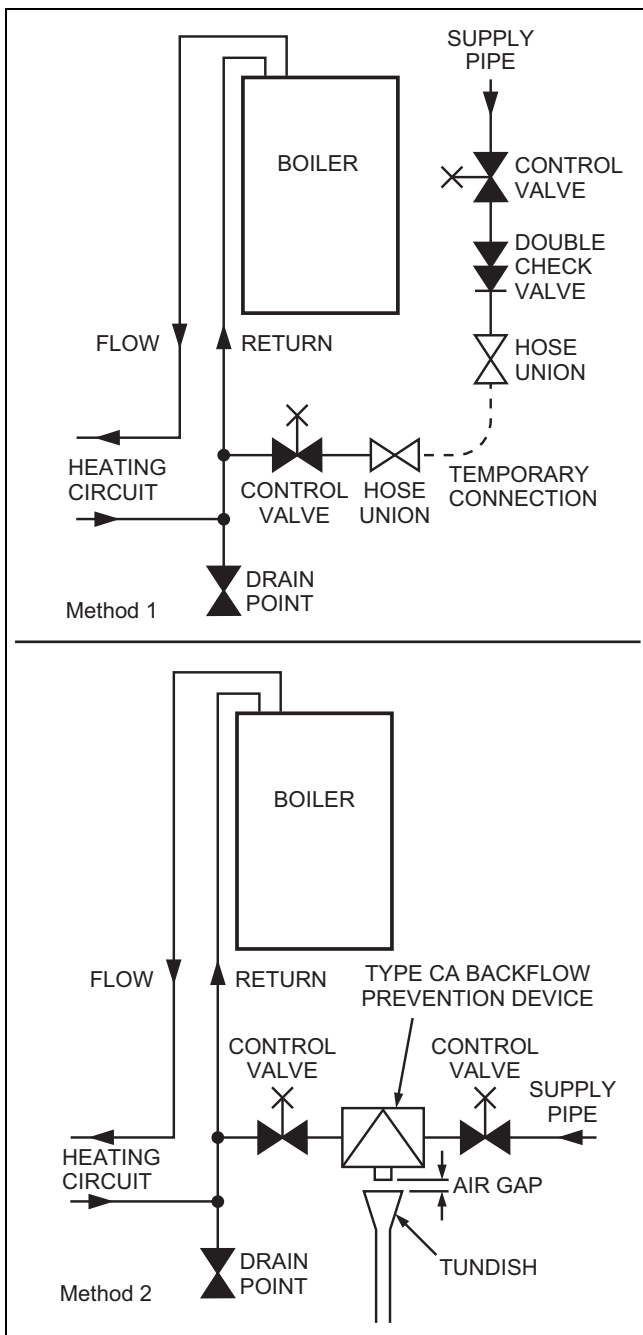 SUPPLY
PIPE
BOILER
CONTROL
VALVE
DOUBLE
CHECK
VALVE
FLOW
RETURN
HOSE
UNION
HEATING
CIRCUIT
CONTROL
VALVE
HOSE
UNION
TEMPORARY
CONNECTION
DRAIN
POINT
Method 1
BOILER
FLOW
RETURN
TYPE CA BACKFLOW
PREVENTION DEVICE
CONTROL
VALVE
CONTROL
VALVE
SUPPLY
PIPE
HEATING
CIRCUIT
AIR GAP
DRAIN
POINT
TUNDISH
Method 2